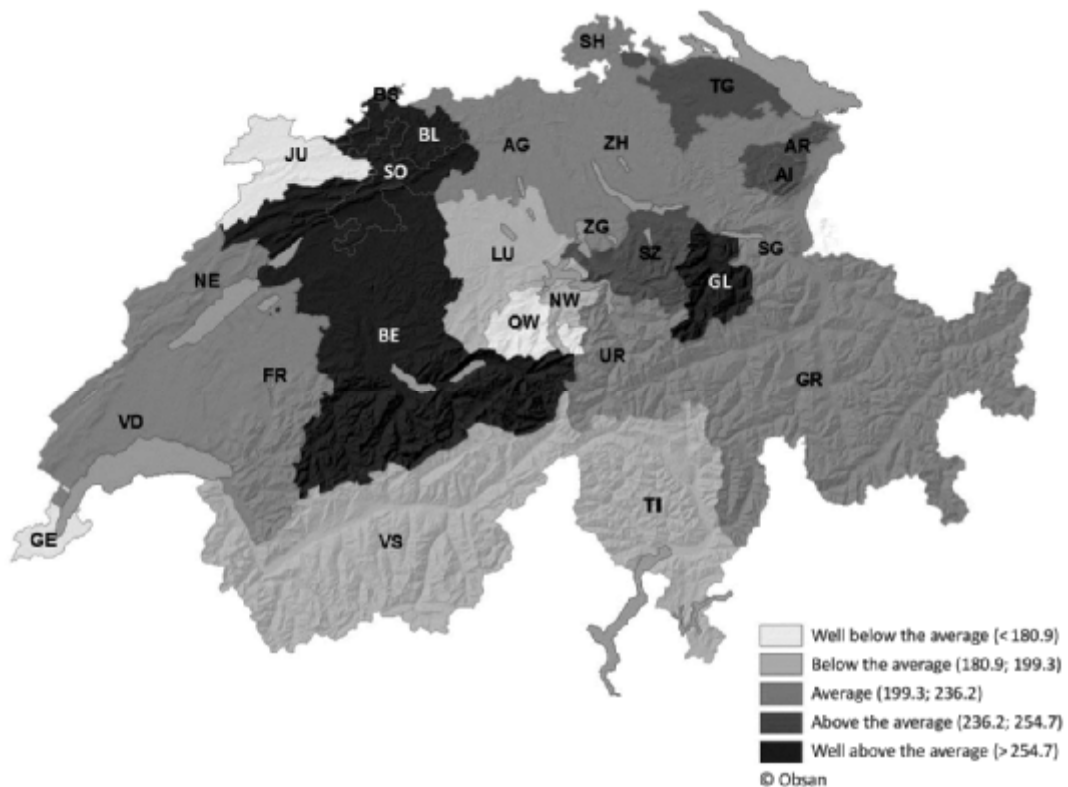 SH
TG
BS
BL
AG
ZH
AR
JU
AI
SO
ZG
SG
NE
LU
SZ
GL
NW
OW
BE
UR
FR
GR
VD
TI
GE
VS
Well below the average (< 180.9)
Below the average (180.9; 199.3)
Average (199.3; 236.2)
Above the average (236.2; 254.7)
Well above the average (> 254.7)
© Obsan